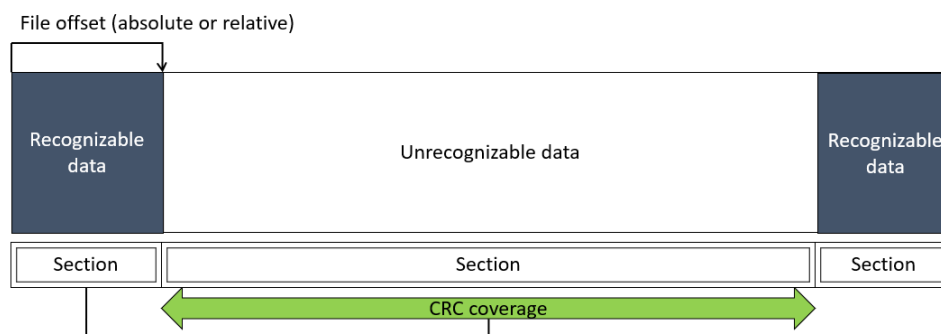 File offset (absolute or relative)
Recognizable
data
Unrecognizable data
Recognizable
data
Section
Section
Section
CRC coverage